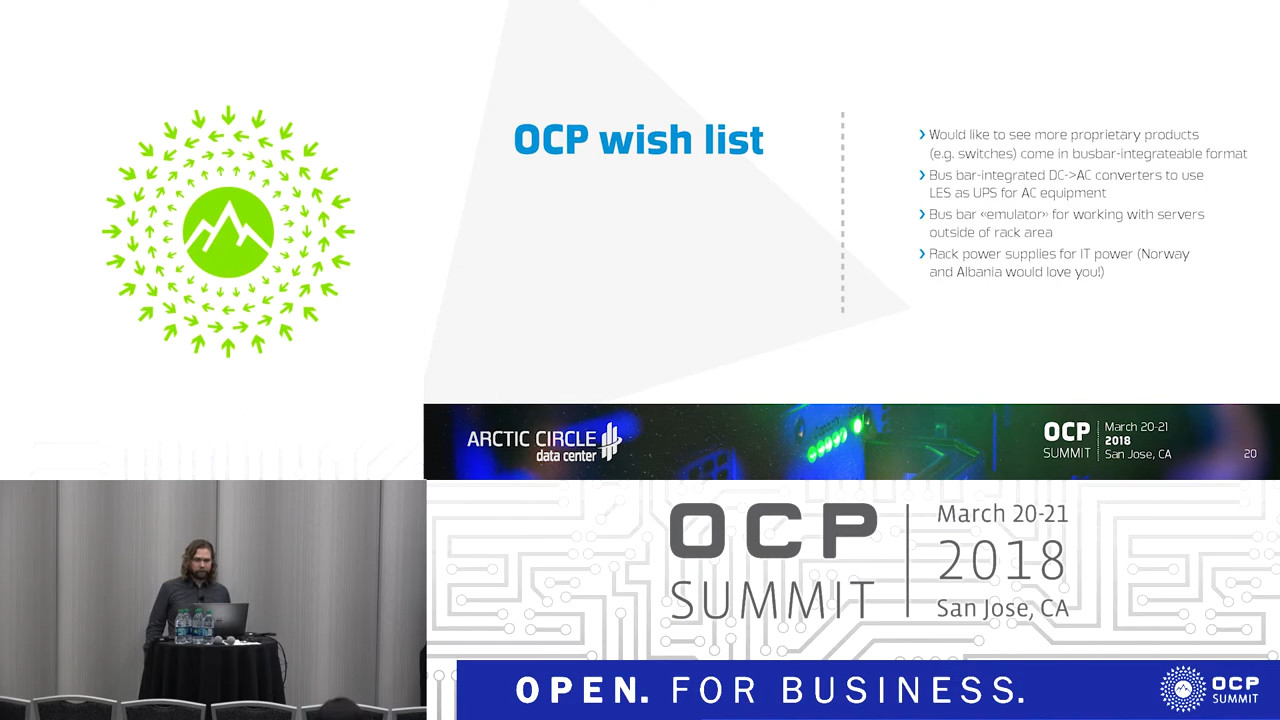 OCP wish list
› Would like to see more proprietary products
(e.g. switches) come in busbar-integrateable format
› Bus bar-integrated DC->AC converters to use
LES as UPS for AC equipment
› Bus bar «emulator» for working with servers
outside of rack area
› Rack power supplies for IT power (Norway
and Albania would love you!)
ARCTIC CIRCLE
data center
OCP
SUMMIT
March 20-21
2018
San Jose, CA
20
OCP
SUMMIT
March 20-21
2018
San Jose, CA
OPEN. FOR BUSINESS.
OCP
SUMMIT